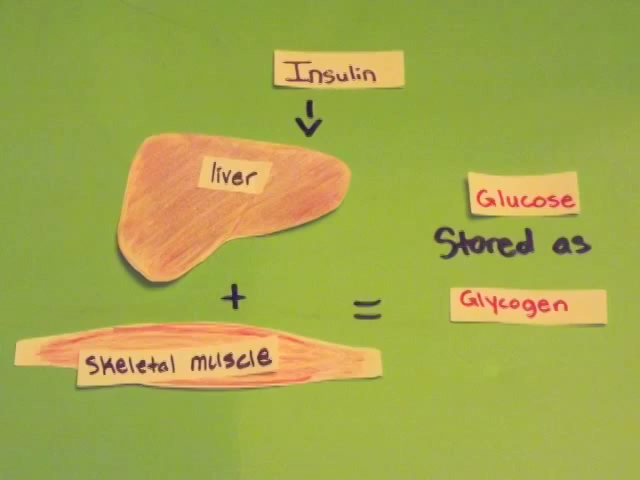 Insulin
liver
+
skeletal muscle
=
Glucose
Stored as
Glycogen